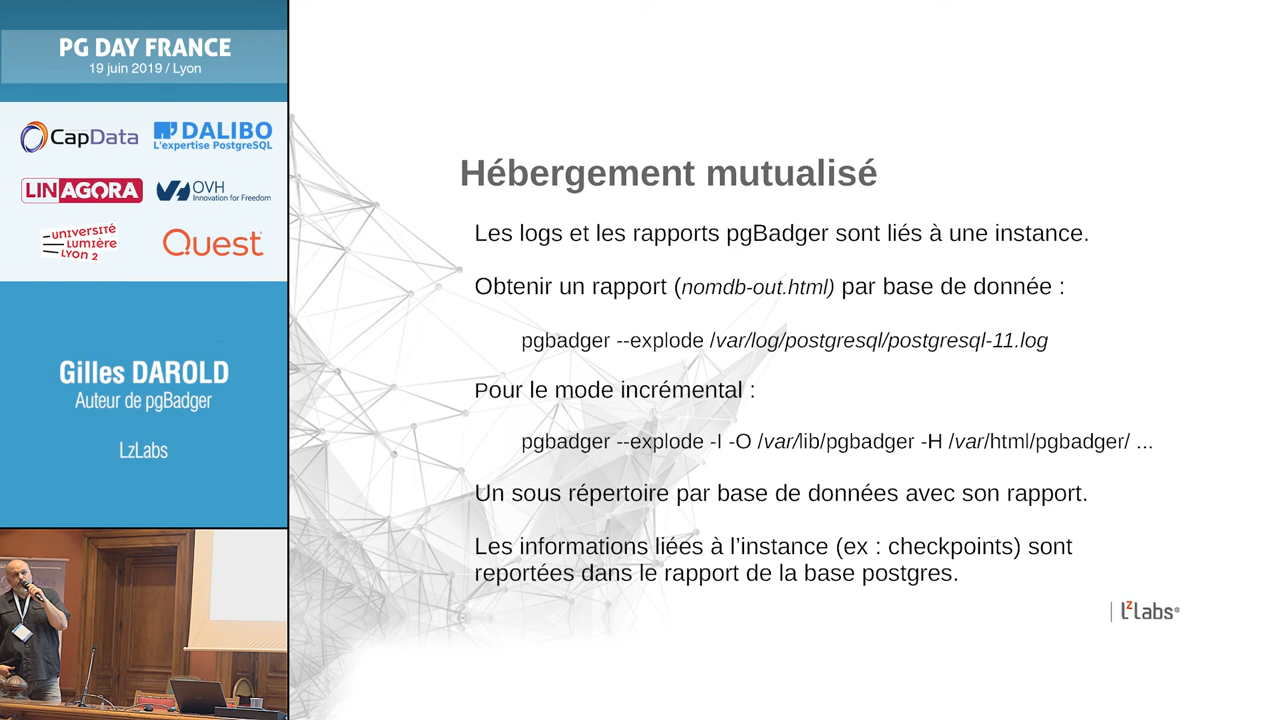 PG DAY FRANCE
19 juin 2019 / Lyon
CapData
DALIBO
L'expertise PostgreSQL
LINAGORA
OVH
Innovation for Freedom
UNIVERSITÉ
LUMIÈRE
LYON 2
Quest
Gilles DAROLD
Auteur de pgBadger
LzLabs
Hébergement mutualisé
Les logs et les rapports pgBadger sont liés à une instance.
Obtenir un rapport (nomdb-out.html) par base de donnée :
pgbadger --explode /var/log/postgresql/postgresql-11.log
Pour le mode incrémental :
pgbadger --explode -I -O /var/lib/pgbadger -H /var/html/pgbadger/ ...
Un sous répertoire par base de données avec son rapport.
Les informations liées à l’instance (ex : checkpoints) sont
reportées dans le rapport de la base postgres.
LzLabs®